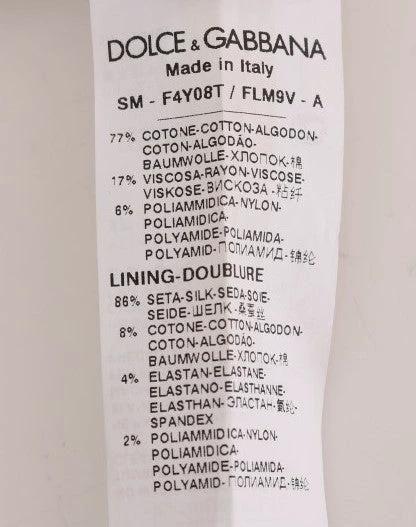 DOLCE & GABBANA
Made in Italy
SM - F4Y08T / FLM9V - A
77% COTONE-COTTON-ALGODON-
COTON-ALGODÃO-
BAUMWOLLE-ХЛОПОК-棉
17% VISCOSA-RAYON-VISCOSE-
VISKOSE-ВИСКОЗА-粘纤
6% POLIAMMIDICA-NYLON-
POLIAMIDICA-
POLYAMIDE-POLIAMIDA-
POLYAMID-ПОЛИАМИД-锦纶
LINING-DOUBLURE
86% SETA-SILK-SEDA-SOIE-
SEIDE-ШЕЛК-桑蚕丝
8% COTONE-COTTON-ALGODON-
COTON-ALGODÃO-
BAUMWOLLE-ХЛОПОК-棉
4% ELASTAN-ELASTANE-
ELASTANO-ELASTHANNE-
ELASTHAN-ЭЛАСТАН-氨纶-
SPANDEX
2% POLIAMMIDICA-NYLON-
POLIAMIDICA-
POLYAMIDE-POLIAMIDA-
POLYAMID-ПОЛИАМИД-锦纶